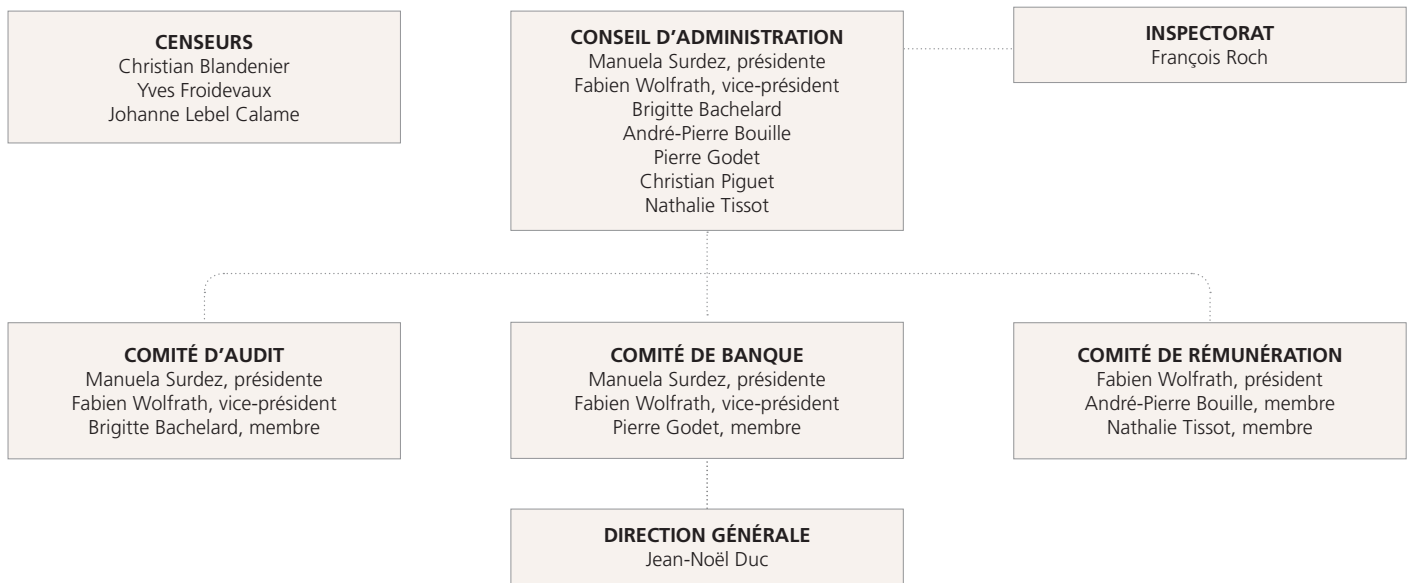 CENSEURS
Christian Blandenier
Yves Froidevaux
Johanne Lebel Calame
CONSEIL D’ADMINISTRATION
Manuela Surdez, présidente
Fabien Wolfrath, vice-président
Brigitte Bachelard
André-Pierre Bouille
Pierre Godet
Christian Piguet
Nathalie Tissot
INSPECTORAT
François Roch
COMITÉ D’AUDIT
Manuela Surdez, présidente
Fabien Wolfrath, vice-président
Brigitte Bachelard, membre
COMITÉ DE BANQUE
Manuela Surdez, présidente
Fabien Wolfrath, vice-président
Pierre Godet, membre
COMITÉ DE RÉMUNÉRATION
Fabien Wolfrath, président
André-Pierre Bouille, membre
Nathalie Tissot, membre
DIRECTION GÉNÉRALE
Jean-Noël Duc